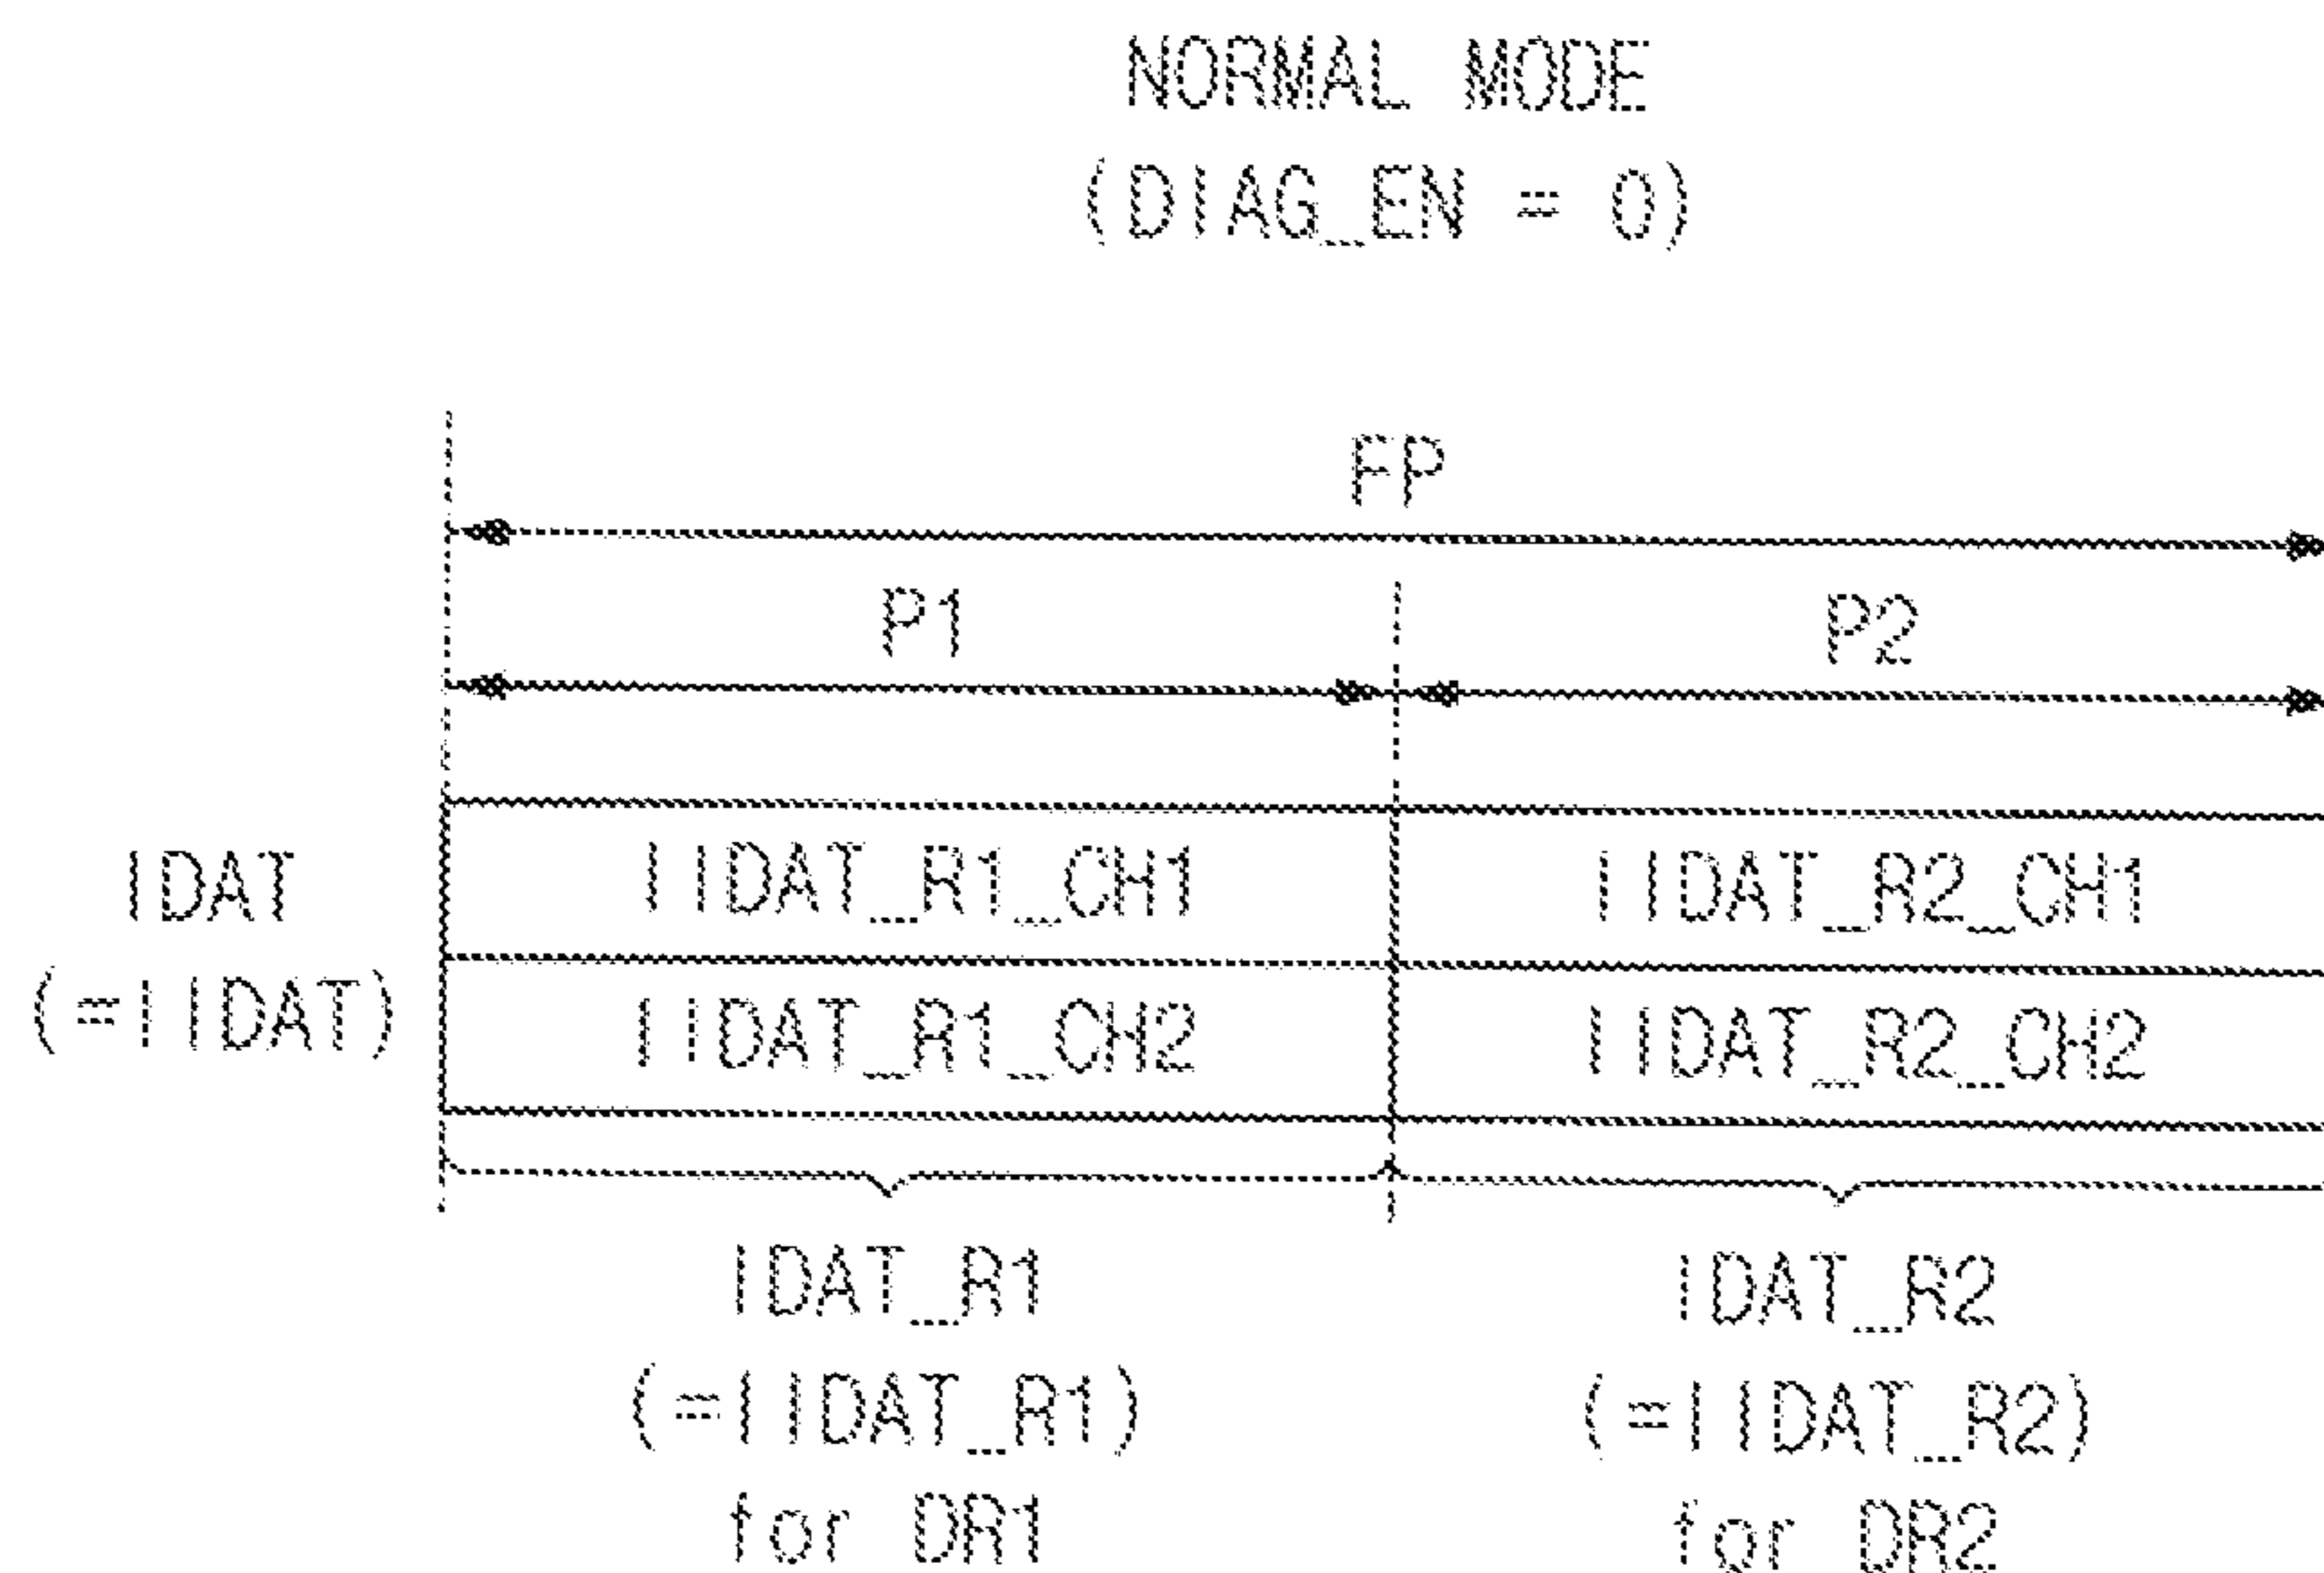 NORMAL MODE
(DIAG_EN = 0)
FP
P1 P2
IDAT
(=IIDAT)
IIDAT_R1_CH1 IIDAT_R2_CH1
IIDAT_R1_CH2 IIDAT_R2_CH2
IDAT_R1 IDAT_R2
(=IIDAT_R1) (=IIDAT_R2)
for DR1 for DR2